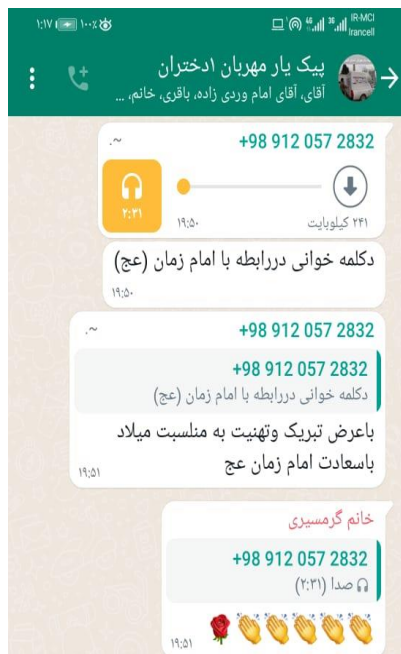 ۱:۱۷ ۱۰۰٪ 46 36 IR-MCI
Irancell
پیک یار مهربان ۱دختران
آقای، آقای امام وردی زاده، باقری، خانم، ...
+98 912 057 2832 ~.
۲:۳۱
۲۴۱ کیلوبایت ۱۹:۵۰
دکلمه خوانی دررابطه با امام زمان (عج)
۱۹:۵۰
+98 912 057 2832 ~.
+98 912 057 2832
دکلمه خوانی دررابطه با امام زمان (عج)
باعرض تبریک وتهنیت به منلسبت میلاد
باسعادت امام زمان عج
۱۹:۵۱
خانم گرمسیری
+98 912 057 2832
صدا (۲:۳۱)
👏👏👏👏👏🌹
۱۹:۵۱